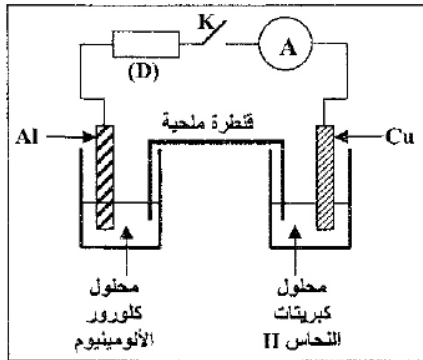 K
(D)
A
Al
قنطرة ملحية
Cu
محلول
كلورور
الألومينيوم
محلول
كبريتات
النحاس II